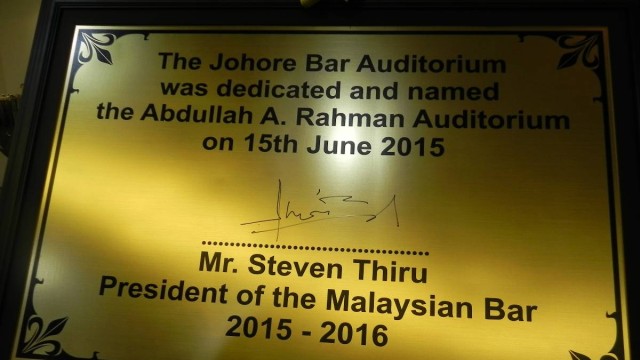 The Johore Bar Auditorium
was dedicated and named
the Abdullah A. Rahman Auditorium
on 15th June 2015
Mr. Steven Thiru
President of the Malaysian Bar
2015 - 2016